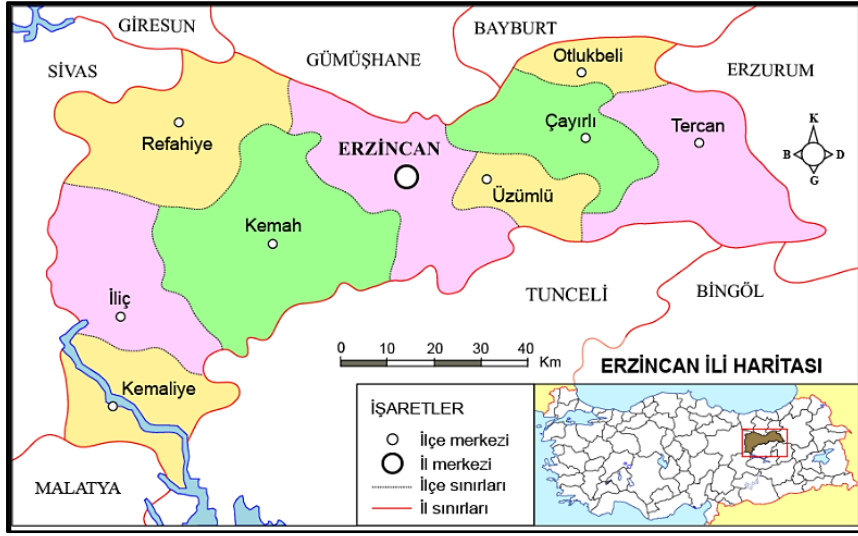 GİRESUN
BAYBURT
SİVAS
GÜMÜŞHANE
Otlukbeli
ERZURUM
Refahiye
ERZİNCAN
Çayırlı
Tercan
K
B D
G
Üzümlü
Kemah
İliç
TUNCELİ
BİNGÖL
0 10 20 30 40 Km
ERZİNCAN İLİ HARİTASI
Kemaliye
İŞARETLER
İlçe merkezi
İl merkezi
İlçe sınırları
İl sınırları
MALATYA